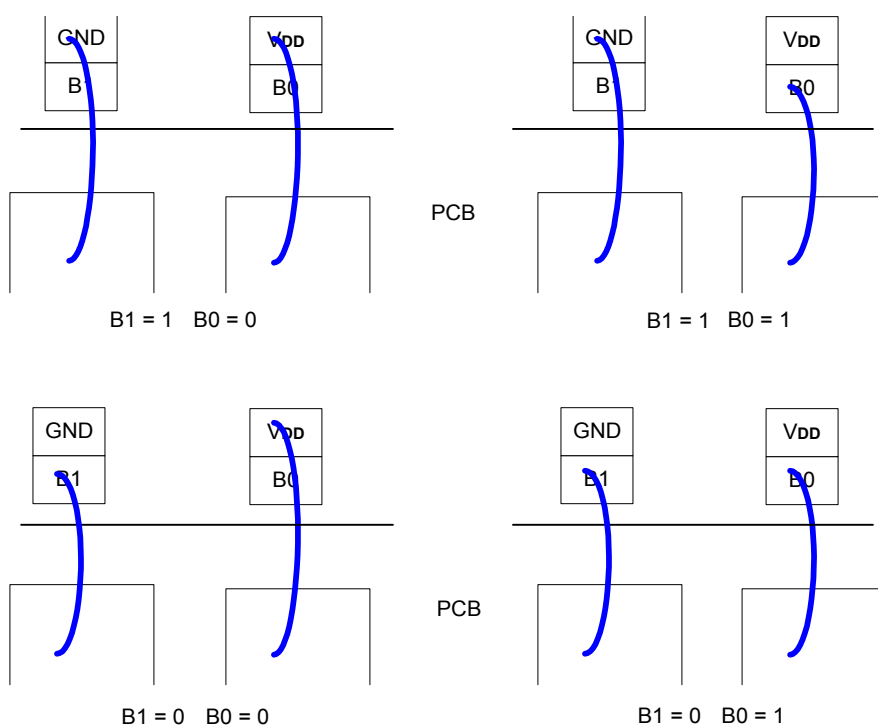 GND VDD GND VDD
B1 B0 B1 B0
PCB
B1 = 1 B0 = 0 B1 = 1 B0 = 1
GND VDD GND VDD
B1 B0 B1 B0
PCB
B1 = 0 B0 = 0 B1 = 0 B0 = 1